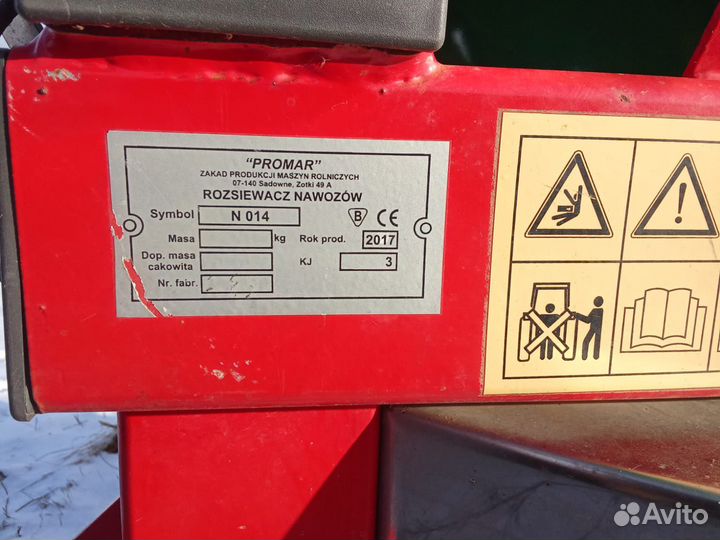 "PROMAR"
ZAKAD PRODUKCJI MASZYN ROLNICZYCH
07-140 Sadowne, Zotki 49 A
ROZSIEWACZ NAWOZÓW
Symbol N 014 B CE
Masa kg Rok prod. 2017
Dop. masa
cakowita KJ 3
Nr. fabr.
Avito